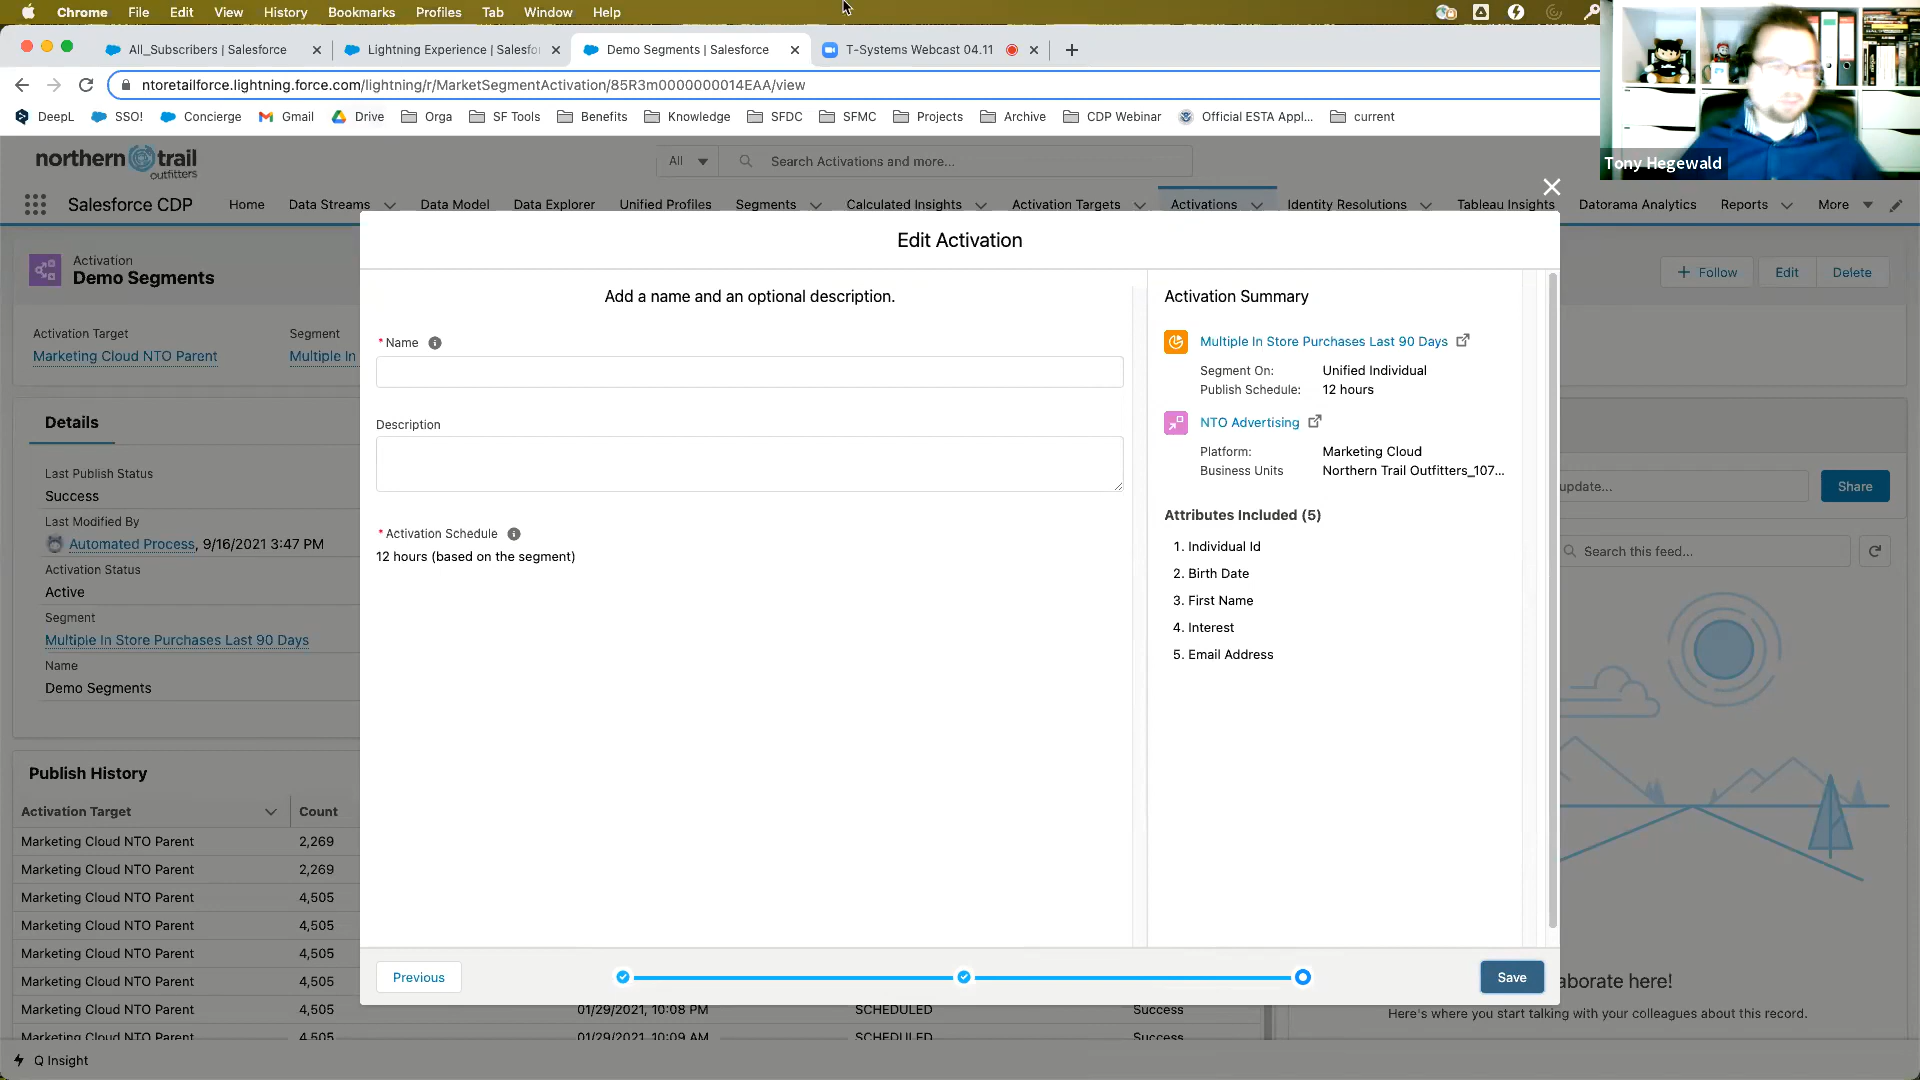 Chrome File Edit View History Bookmarks Profiles Tab Window Help
All_Subscribers | Salesforce
Lightning Experience | Salesfo
Demo Segments | Salesforce
T-Systems Webcast 04.11
ntoretailforce.lightning.force.com/lightning/r/MarketSegmentActivation/85R3m0000000014EAA/view
DeepL SSO! Concierge Gmail Drive Orga SF Tools Benefits Knowledge SFDC SFMC Projects Archive CDP Webinar Official ESTA Appl... current
Tony Hegewald
northern trail
outfitters
All Search Activations and more...
Salesforce CDP Home Data Streams Data Model Data Explorer Unified Profiles Segments Calculated Insights Activation Targets Activations Identity Resolutions Tableau Insights Datorama Analytics Reports More
Edit Activation
Activation
Demo Segments
Follow Edit Delete
Activation Target
Marketing Cloud NTO Parent
Segment
Multiple In
Details
Last Publish Status
Success
Last Modified By
Automated Process, 9/16/2021 3:47 PM
Activation Status
Active
Segment
Multiple In Store Purchases Last 90 Days
Name
Demo Segments
Publish History
Activation Target Count
Marketing Cloud NTO Parent 2,269
Marketing Cloud NTO Parent 2,269
Marketing Cloud NTO Parent 4,505
Marketing Cloud NTO Parent 4,505
Marketing Cloud NTO Parent 4,505
Marketing Cloud NTO Parent 4,505
Marketing Cloud NTO Parent 4,505 01/29/2021, 10:08 PM SCHEDULED Success
Marketing Cloud NTO Parent 4,505 01/29/2021, 10:09 AM SCHEDULED Success
Add a name and an optional description.
* Name
Description
* Activation Schedule
12 hours (based on the segment)
Activation Summary
Multiple In Store Purchases Last 90 Days
Segment On: Unified Individual
Publish Schedule: 12 hours
NTO Advertising
Platform: Marketing Cloud
Business Units Northern Trail Outfitters_107...
Attributes Included (5)
1. Individual Id
2. Birth Date
3. First Name
4. Interest
5. Email Address
Previous
Save
update...
Share
Search this feed...
aborate here!
Here's where you start talking with your colleagues about this record.
Q Insight